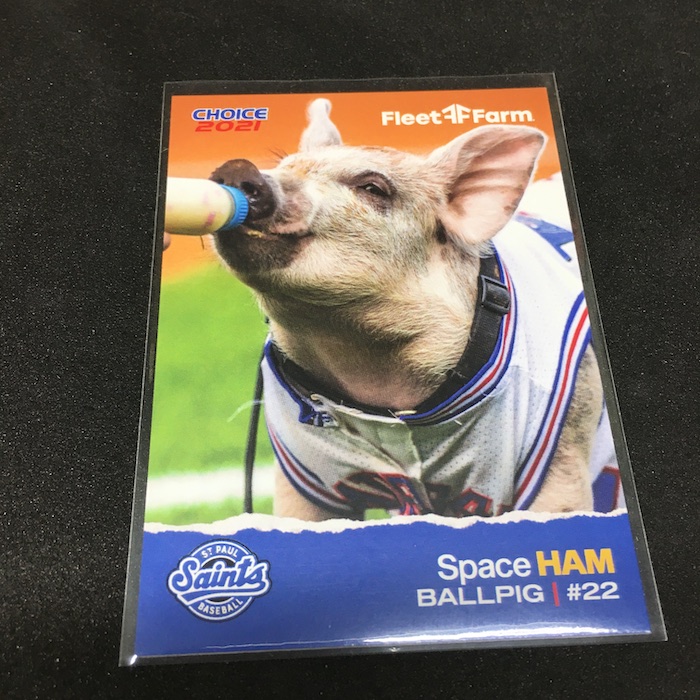 CHOICE
2021
Fleet Farm
ST PAUL
Saints
BASEBALL
Space HAM
BALLPIG | #22